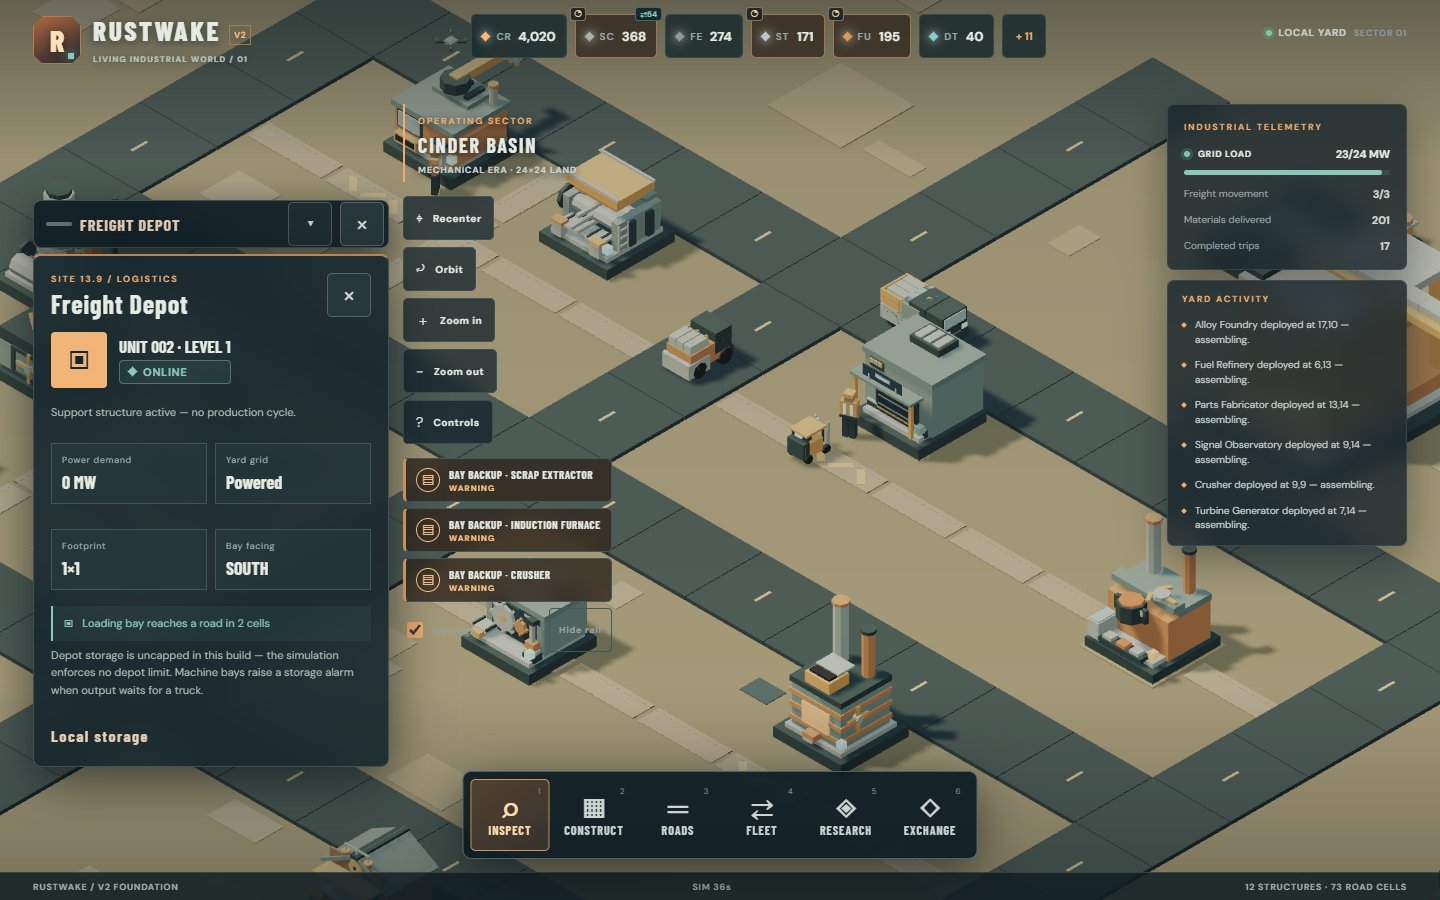 R
RUSTWAKE V2
LIVING INDUSTRIAL WORLD / 01
CR 4,020
SC 368
⇄54
FE 274
ST 171
FU 195
DT 40
+11
LOCAL YARD SECTOR 01
OPERATING SECTOR
CINDER BASIN
MECHANICAL ERA · 24×24 LAND
FREIGHT DEPOT
SITE 13.9 / LOGISTICS
Freight Depot
UNIT 002 · LEVEL 1
ONLINE
Support structure active — no production cycle.
Power demand
0 MW
Yard grid
Powered
Footprint
1×1
Bay facing
SOUTH
Loading bay reaches a road in 2 cells
Depot storage is uncapped in this build — the simulation
enforces no depot limit. Machine bays raise a storage alarm
when output waits for a truck.
Local storage
Recenter
Orbit
+ Zoom in
− Zoom out
? Controls
BAY BACKUP · SCRAP EXTRACTOR
WARNING
BAY BACKUP · INDUCTION FURNACE
WARNING
BAY BACKUP · CRUSHER
WARNING
Hide rail
INDUSTRIAL TELEMETRY
GRID LOAD 23/24 MW
Freight movement 3/3
Materials delivered 201
Completed trips 17
YARD ACTIVITY
Alloy Foundry deployed at 17,10 —
assembling.
Fuel Refinery deployed at 6,13 —
assembling.
Parts Fabricator deployed at 13,14 —
assembling.
Signal Observatory deployed at 9,14 —
assembling.
Crusher deployed at 9,9 — assembling.
Turbine Generator deployed at 7,14 —
assembling.
1
INSPECT
2
CONSTRUCT
3
ROADS
4
FLEET
5
RESEARCH
6
EXCHANGE
RUSTWAKE / V2 FOUNDATION
SIM 36s
12 STRUCTURES · 73 ROAD CELLS